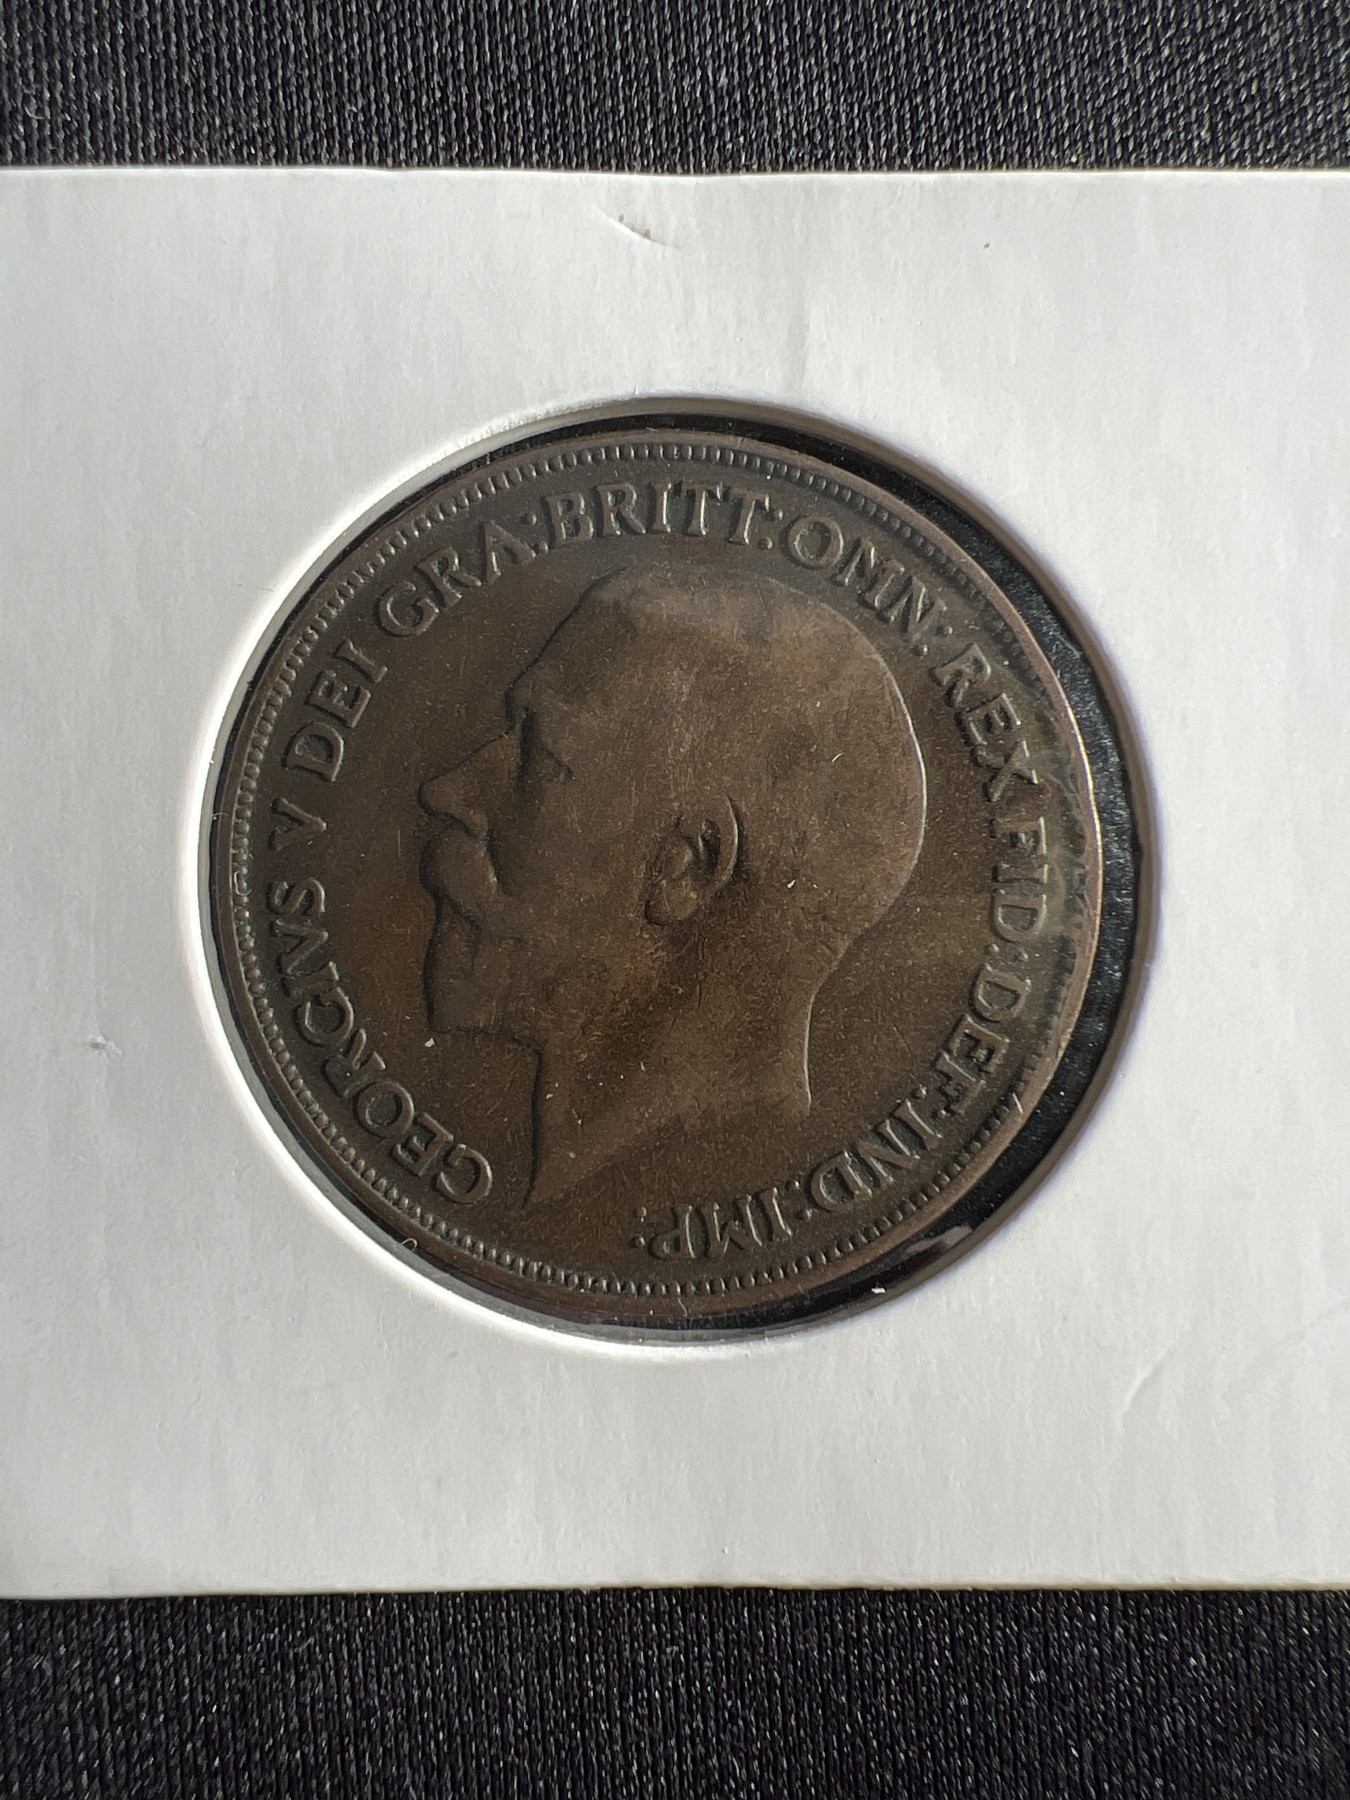 GEORGIVS V DEI GRA:BRITT:OMN:REX FID:DEF:IND:IMP: